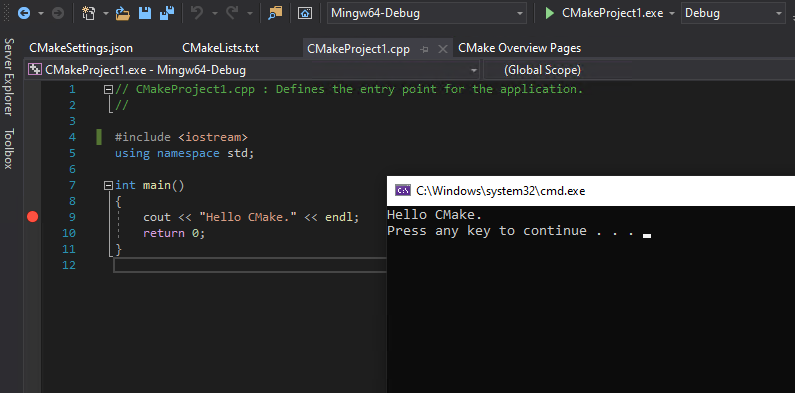 Mingw64-Debug
CMakeProject1.exe
Debug
Server Explorer
Toolbox
CMakeSettings.json
CMakeLists.txt
CMakeProject1.cpp
CMake Overview Pages
CMakeProject1.exe - Mingw64-Debug
(Global Scope)
1 // CMakeProject1.cpp : Defines the entry point for the application.
2 //
3
4 #include <iostream>
5 using namespace std;
6
7 int main()
8 {
9 cout << "Hello CMake." << endl;
10 return 0;
11 }
12
C:\Windows\system32\cmd.exe
Hello CMake.
Press any key to continue . . .